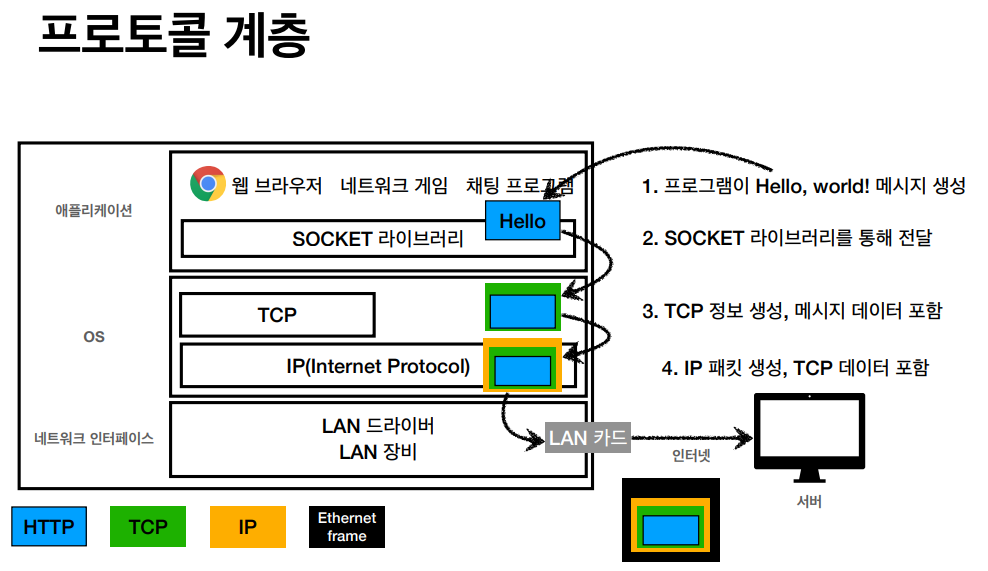 프로토콜 계층
웹 브라우저 네트워크 게임 채팅 프로그램
애플리케이션
Hello
SOCKET 라이브러리
1. 프로그램이 Hello, world! 메시지 생성
2. SOCKET 라이브러리를 통해 전달
OS
TCP
IP(Internet Protocol)
3. TCP 정보 생성, 메시지 데이터 포함
4. IP 패킷 생성, TCP 데이터 포함
네트워크 인터페이스
LAN 드라이버
LAN 장비
LAN 카드
인터넷
서버
HTTP
TCP
IP
Ethernet
frame